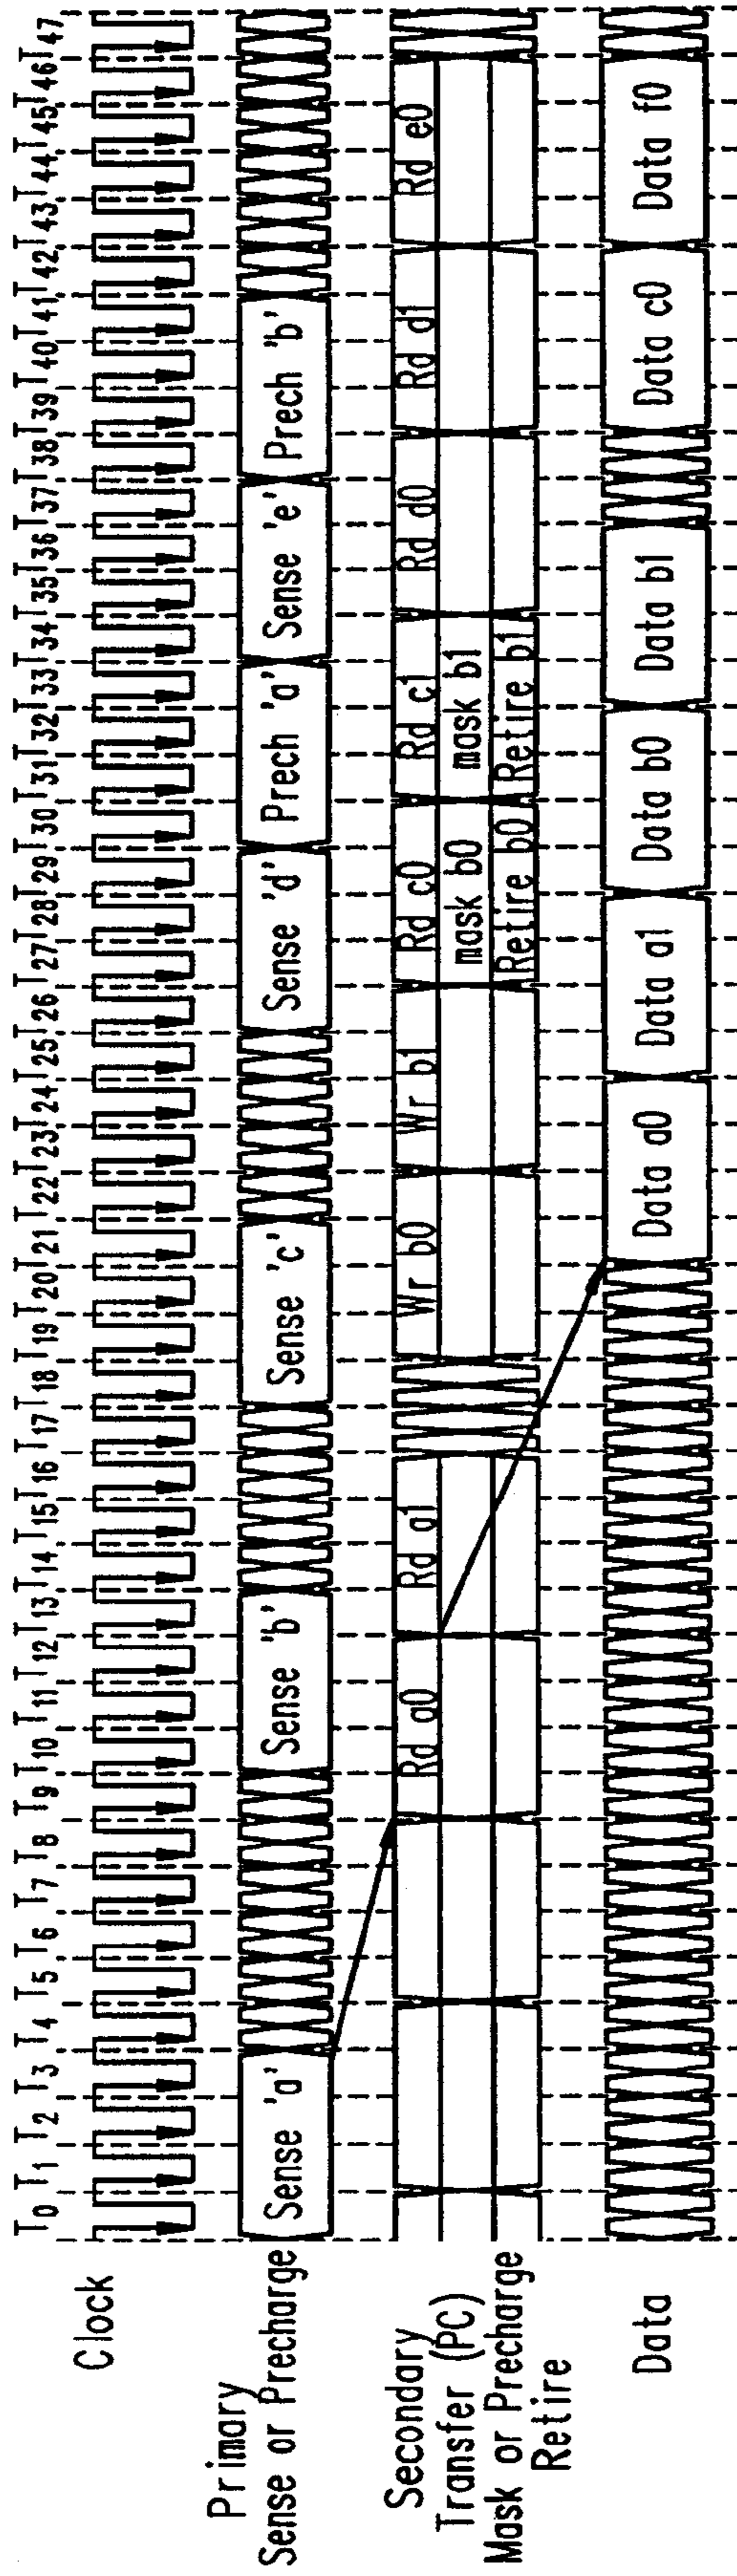 T0 T1 T2 T3 T4 T5 T6 T7 T8 T9 T10 T11 T12 T13 T14 T15 T16 T17 T18 T19 T20 T21 T22 T23 T24 T25 T26 T27 T28 T29 T30 T31 T32 T33 T34 T35 T36 T37 T38 T39 T40 T41 T42 T43 T44 T45 T46 T47
Clock
Primary
Sense or Precharge
Sense 'a' Sense 'b' Sense 'c' Sense 'd' Prech 'a' Sense 'e' Prech 'b'
Secondary
Transfer (PC)
Mask or Precharge
Retire
Rd a0 Rd a1 Wr b0 Wr b1 Rd c0 Rd c1 Rd d0 Rd d1 Rd e0
mask b0 mask b1
Retire b0 Retire b1
Data
Data a0 Data a1 Data b0 Data b1 Data c0 Data f0